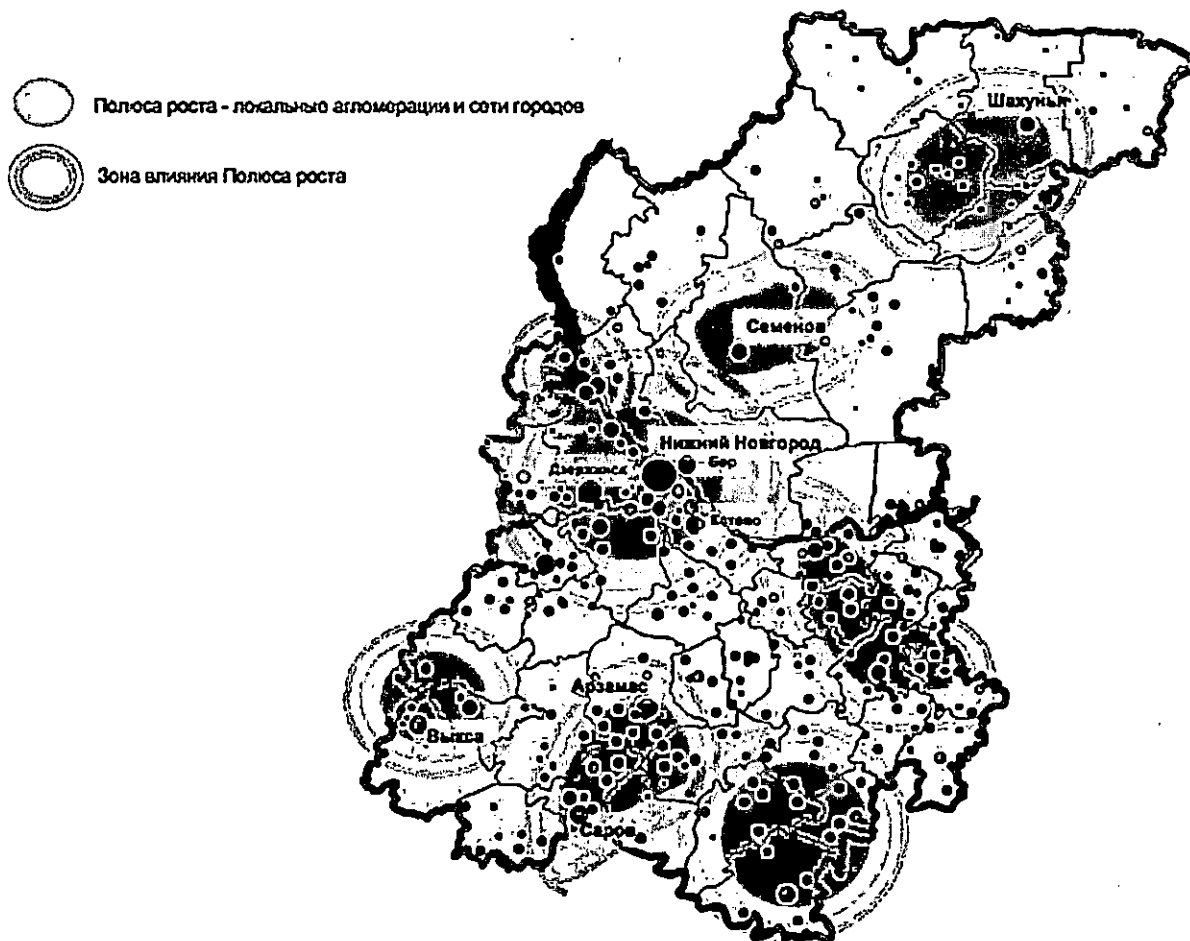 Полюса роста - локальные агломерации и сети городов
Зона влияния Полюса роста
Шахунья
Семенов
Нижний Новгород
Бор
Дзержинск
Кстово
Арзамас
Выкса
Саров